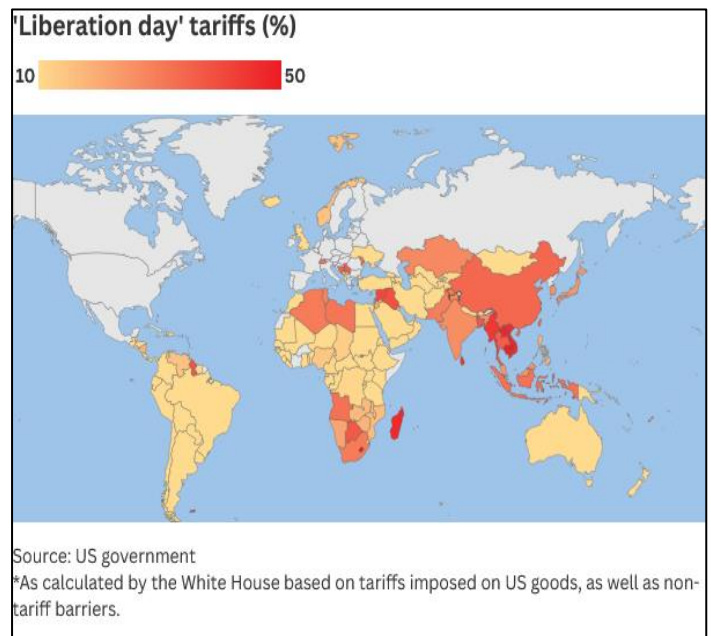 'Liberation day' tariffs (%)
10 50
Source: US government
*As calculated by the White House based on tariffs imposed on US goods, as well as non-
tariff barriers.